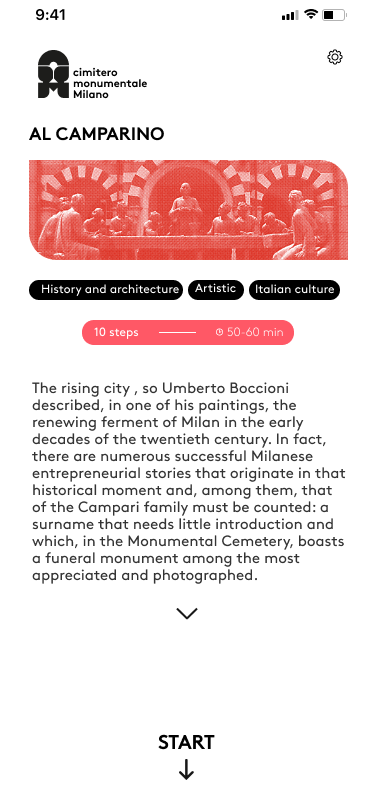 9:41
cimitero
monumentale
Milano
AL CAMPARINO
History and architecture Artistic Italian culture
10 steps 50-60 min
The rising city , so Umberto Boccioni
described, in one of his paintings, the
renewing ferment of Milan in the early
decades of the twentieth century. In fact,
there are numerous successful Milanese
entrepreneurial stories that originate in that
historical moment and, among them, that
of the Campari family must be counted: a
surname that needs little introduction and
which, in the Monumental Cemetery, boasts
a funeral monument among the most
appreciated and photographed.
START